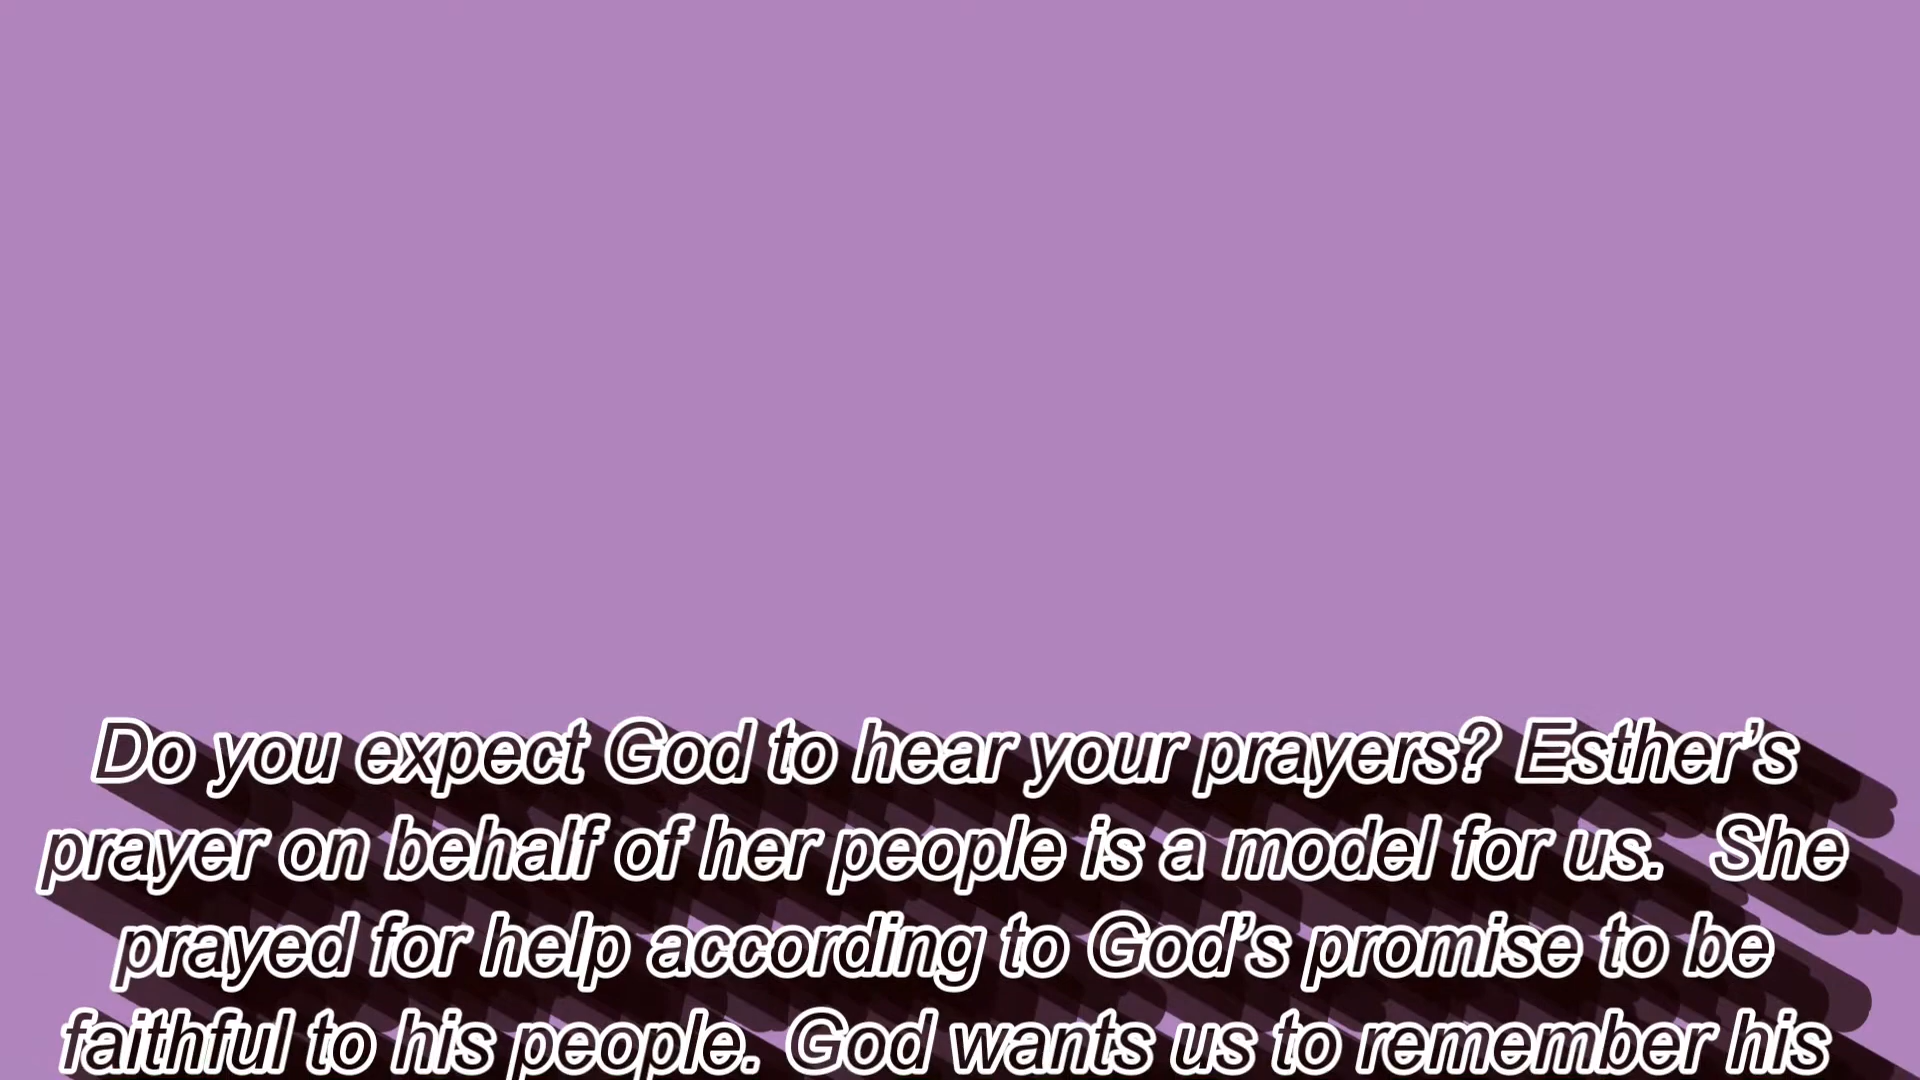 Do you expect God to hear your prayers? Esther’s
prayer on behalf of her people is a model for us.  She
prayed for help according to God’s promise to be
faithful to his people. God wants us to remember his